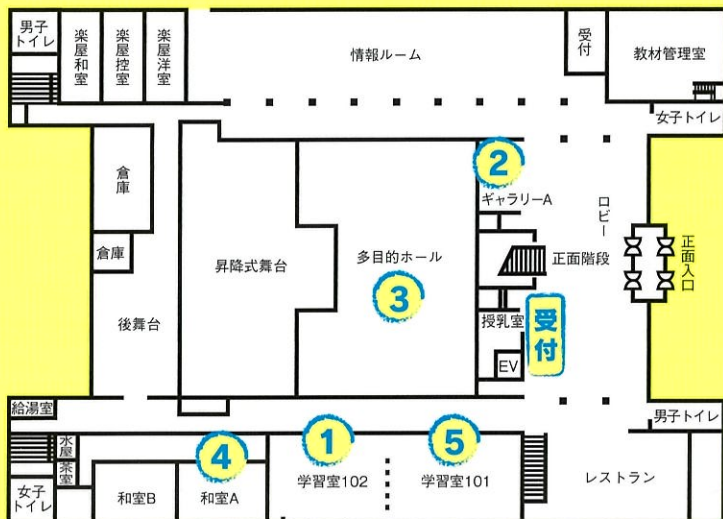 男子
トイレ
楽屋和室
楽屋控室
楽屋洋室
情報ルーム
受付
教材管理室
女子トイレ
倉庫
倉庫
昇降式舞台
後舞台
多目的ホール
3
2
ギャラリーA
ロビー
正面階段
正面入口
授乳室
EV
受付
給湯室
水屋
茶室
女子
トイレ
和室B
4
和室A
1
学習室102
5
学習室101
レストラン
男子トイレ